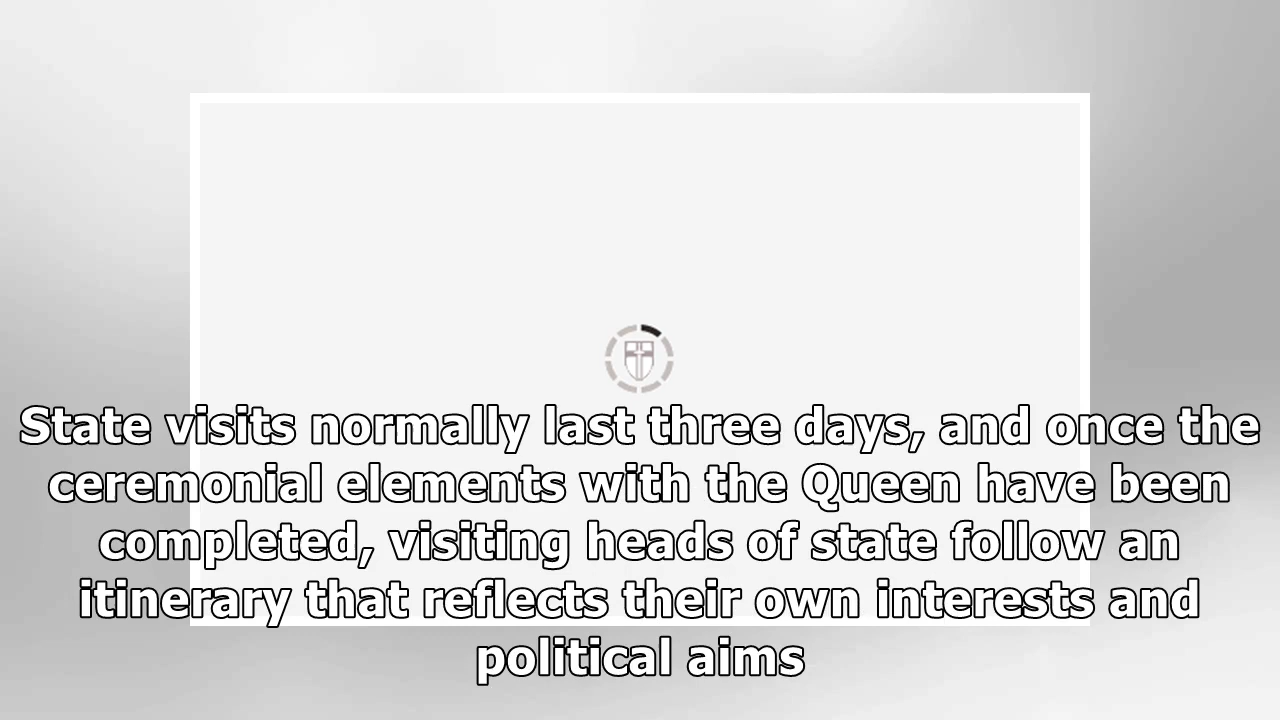 State visits normally last three days, and once the
ceremonial elements with the Queen have been
completed, visiting heads of state follow an
itinerary that reflects their own interests and
political aims